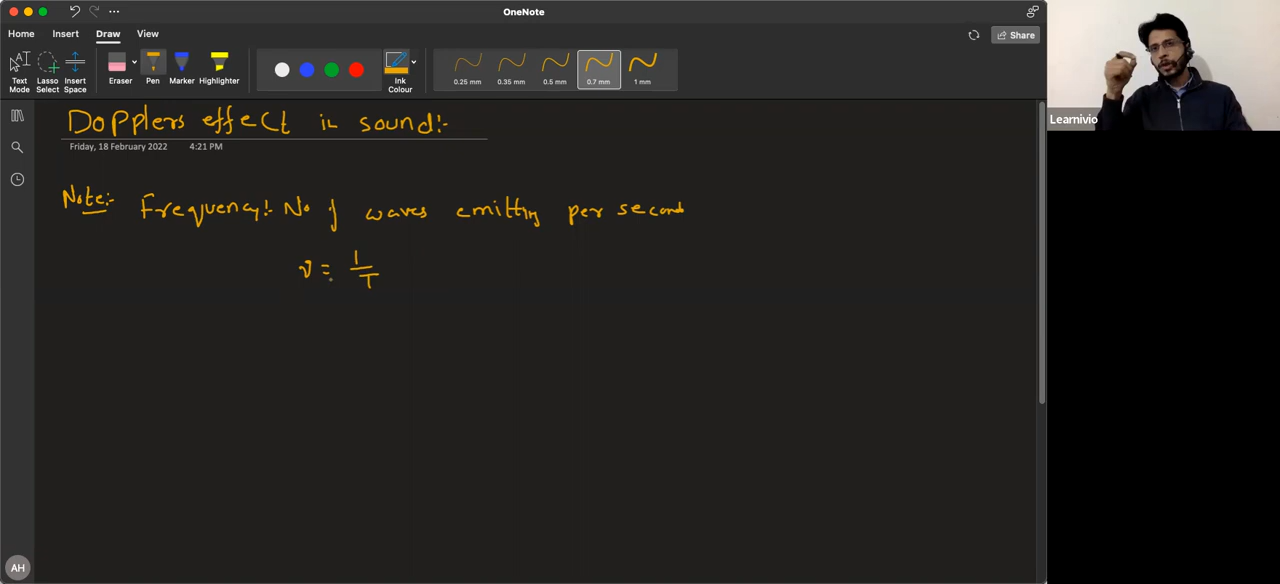 OneNote
Home Insert Draw View
Share
Text Mode
Lasso Select
Insert Space
Eraser
Pen
Marker
Highlighter
Ink Colour
0.25 mm
0.35 mm
0.5 mm
0.7 mm
1 mm
Learnivio
Dopplers effect in sound:-
Friday, 18 February 2022 4:21 PM
Note:- Frequency:- No of waves emitting per second
ν = 1/T
AH